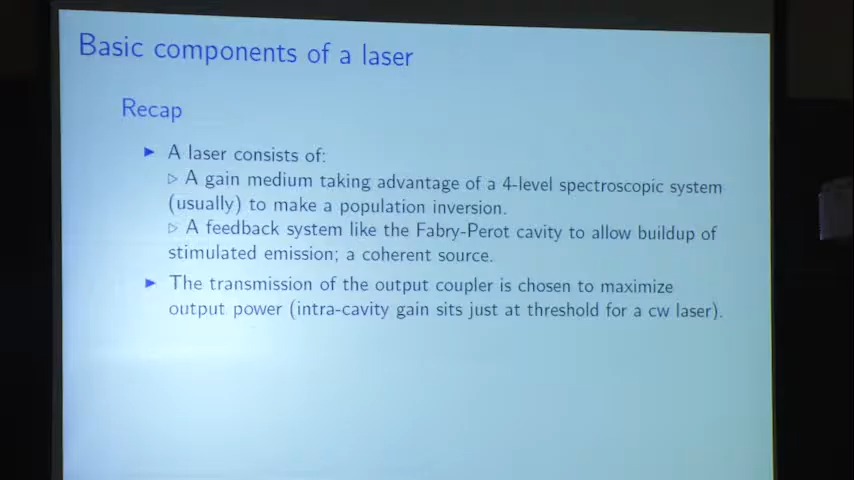 Basic components of a laser
Recap
▶ A laser consists of:
▷ A gain medium taking advantage of a 4-level spectroscopic system
(usually) to make a population inversion.
▷ A feedback system like the Fabry-Perot cavity to allow buildup of
stimulated emission; a coherent source.
▶ The transmission of the output coupler is chosen to maximize
output power (intra-cavity gain sits just at threshold for a cw laser).